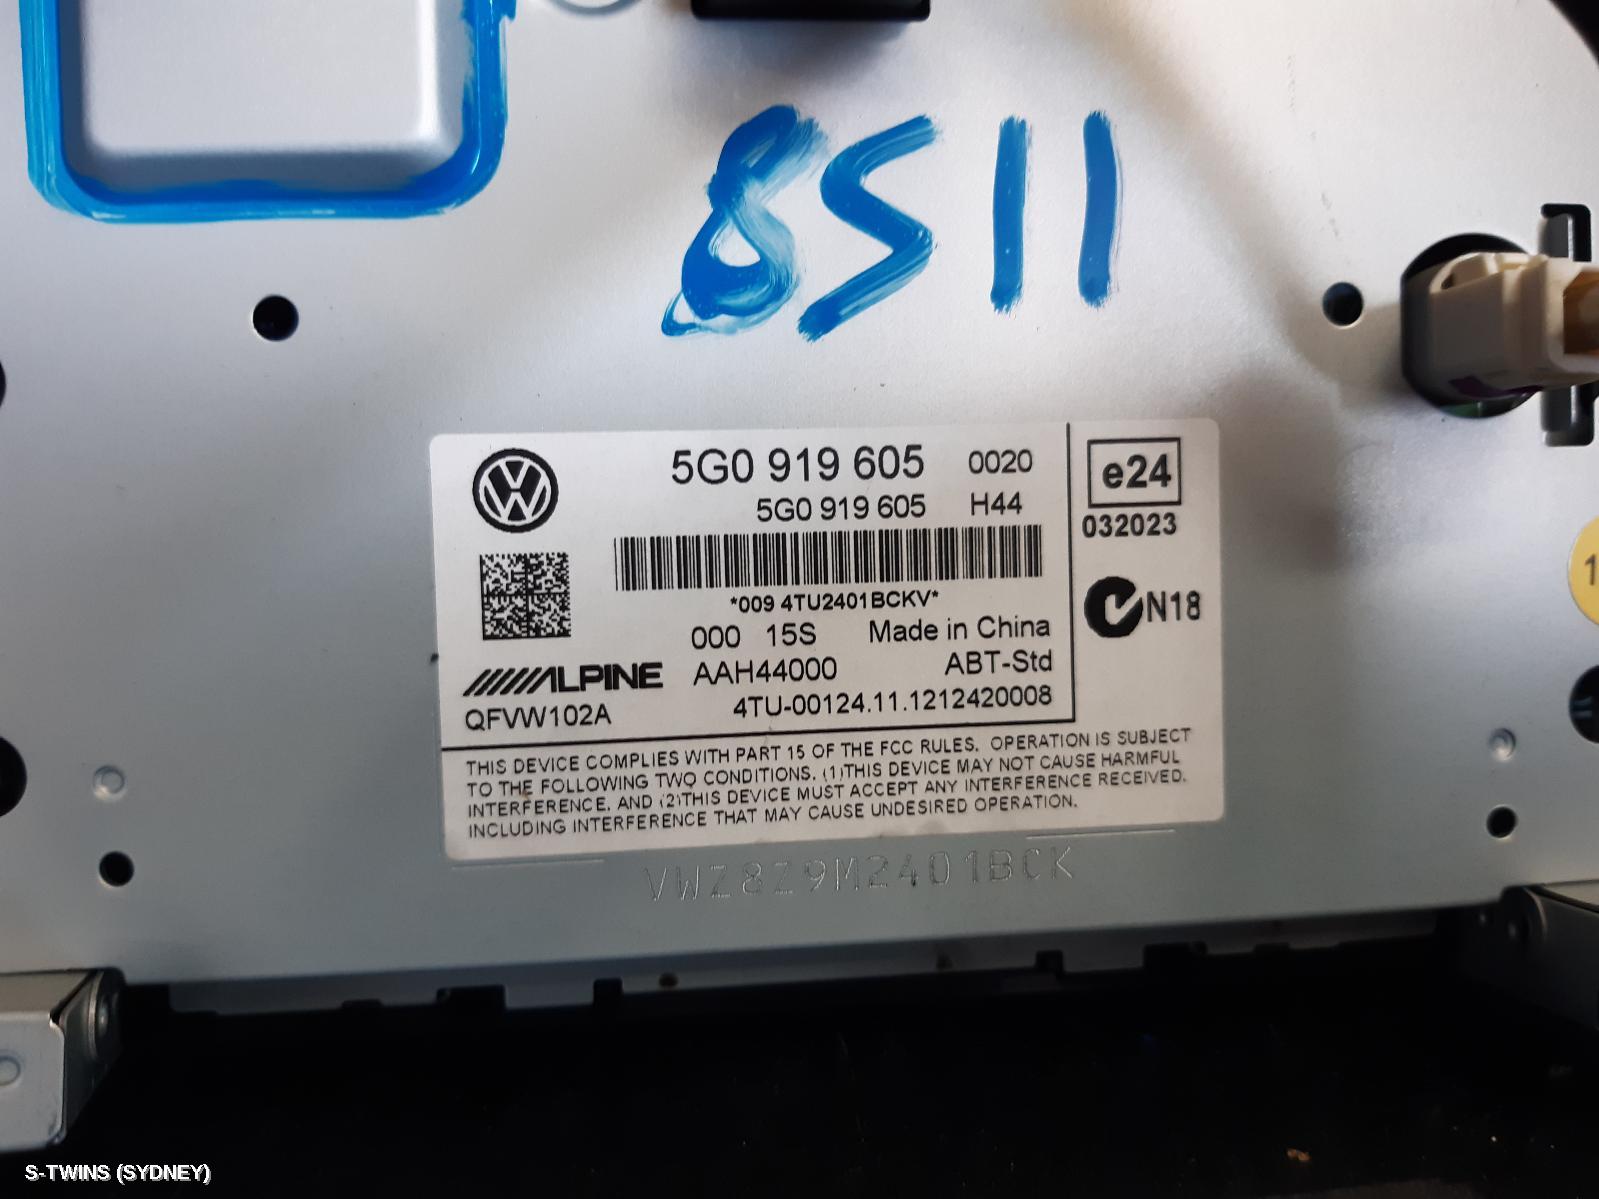 8511
5G0 919 605 0020
5G0 919 605 H44
*009 4TU2401BCKV*
000 15S Made in China
ALPINE AAH44000 ABT-Std
QFVW102A 4TU-00124.11.1212420008
e24
032023
N18
THIS DEVICE COMPLIES WITH PART 15 OF THE FCC RULES. OPERATION IS SUBJECT
TO THE FOLLOWING TWO CONDITIONS. (1)THIS DEVICE MAY NOT CAUSE HARMFUL
INTERFERENCE, AND (2)THIS DEVICE MUST ACCEPT ANY INTERFERENCE RECEIVED.
INCLUDING INTERFERENCE THAT MAY CAUSE UNDESIRED OPERATION.
VWZ8Z9M2401BCK
1
S-TWINS (SYDNEY)